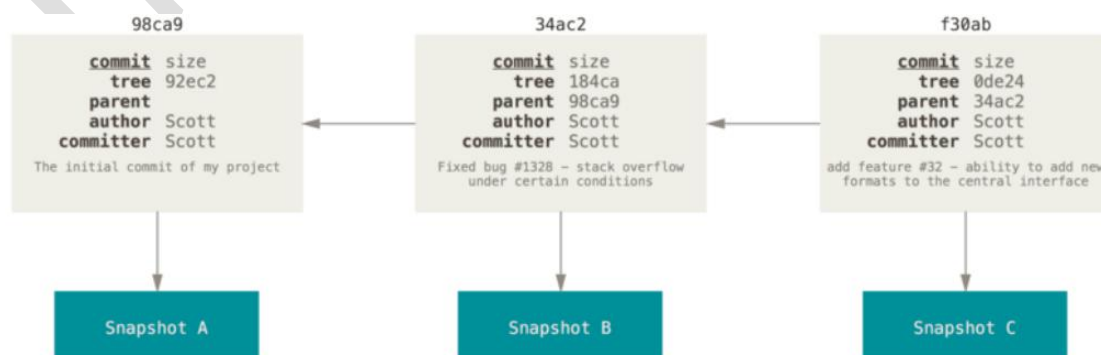 98ca9
commit size
tree 92ec2
parent
author Scott
committer Scott
The initial commit of my project
Snapshot A
34ac2
commit size
tree 184ca
parent 98ca9
author Scott
committer Scott
Fixed bug #1328 – stack overflow
under certain conditions
Snapshot B
f30ab
commit size
tree 0de24
parent 34ac2
author Scott
committer Scott
add feature #32 – ability to add new
formats to the central interface
Snapshot C